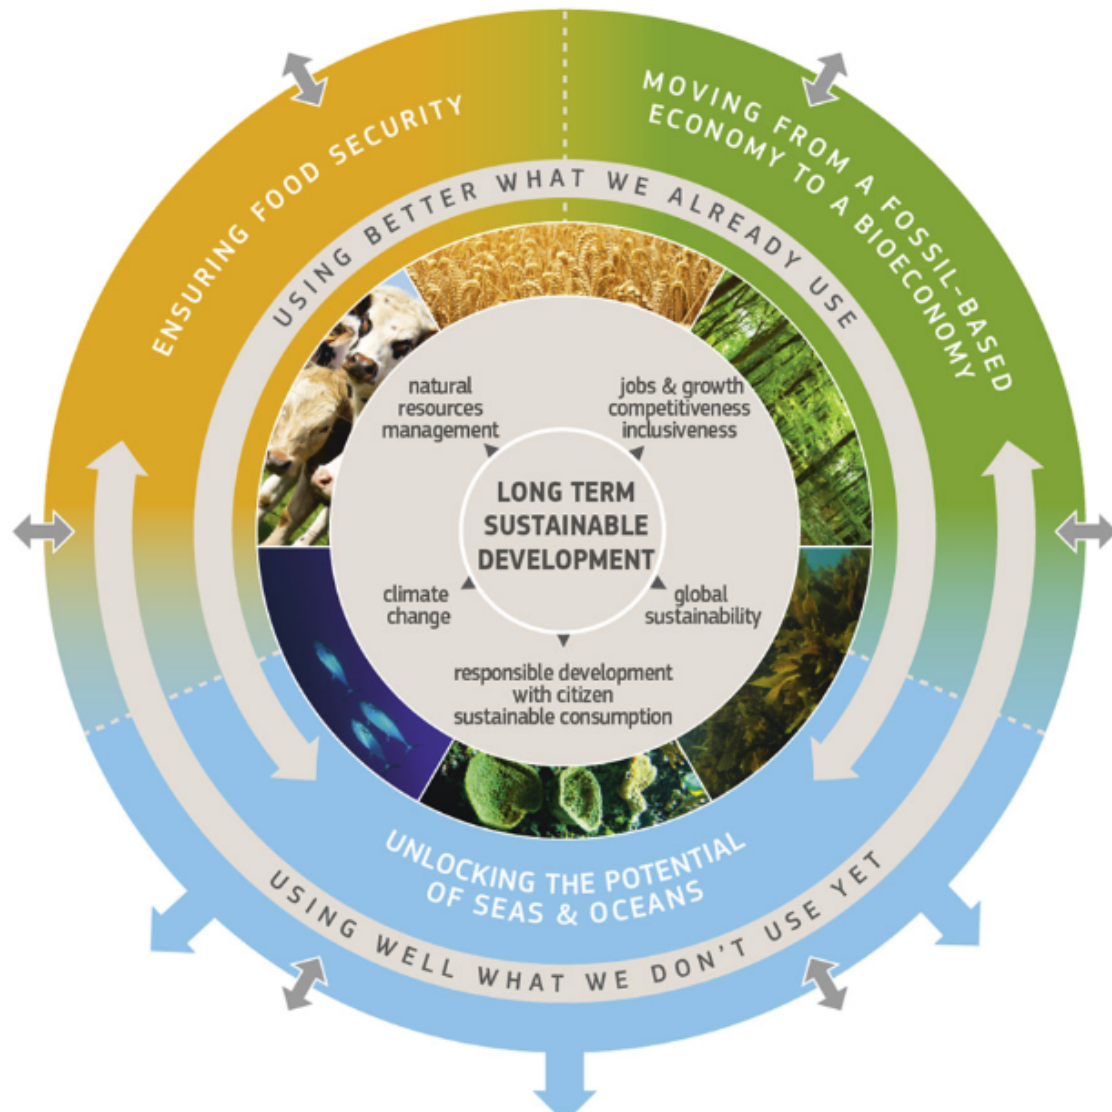 ENSURING FOOD SECURITY
MOVING FROM A FOSSIL-BASED
ECONOMY TO A BIOECONOMY
USING BETTER WHAT WE ALREADY USE
natural
resources
management
jobs & growth
competitiveness
inclusiveness
LONG TERM
SUSTAINABLE
DEVELOPMENT
climate
change
global
sustainability
responsible development
with citizen
sustainable consumption
UNLOCKING THE POTENTIAL
OF SEAS & OCEANS
USING WELL WHAT WE DON'T USE YET